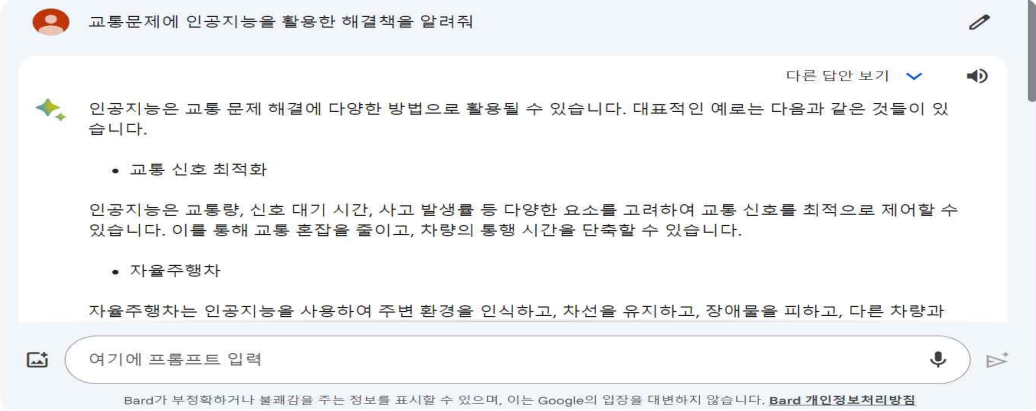 교통문제에 인공지능을 활용한 해결책을 알려줘
다른 답안 보기
인공지능은 교통 문제 해결에 다양한 방법으로 활용될 수 있습니다. 대표적인 예로는 다음과 같은 것들이 있
습니다.
• 교통 신호 최적화
인공지능은 교통량, 신호 대기 시간, 사고 발생률 등 다양한 요소를 고려하여 교통 신호를 최적으로 제어할 수
있습니다. 이를 통해 교통 혼잡을 줄이고, 차량의 통행 시간을 단축할 수 있습니다.
• 자율주행차
자율주행차는 인공지능을 사용하여 주변 환경을 인식하고, 차선을 유지하고, 장애물을 피하고, 다른 차량과
여기에 프롬프트 입력
Bard가 부정확하거나 불쾌감을 주는 정보를 표시할 수 있으며, 이는 Google의 입장을 대변하지 않습니다. Bard 개인정보처리방침